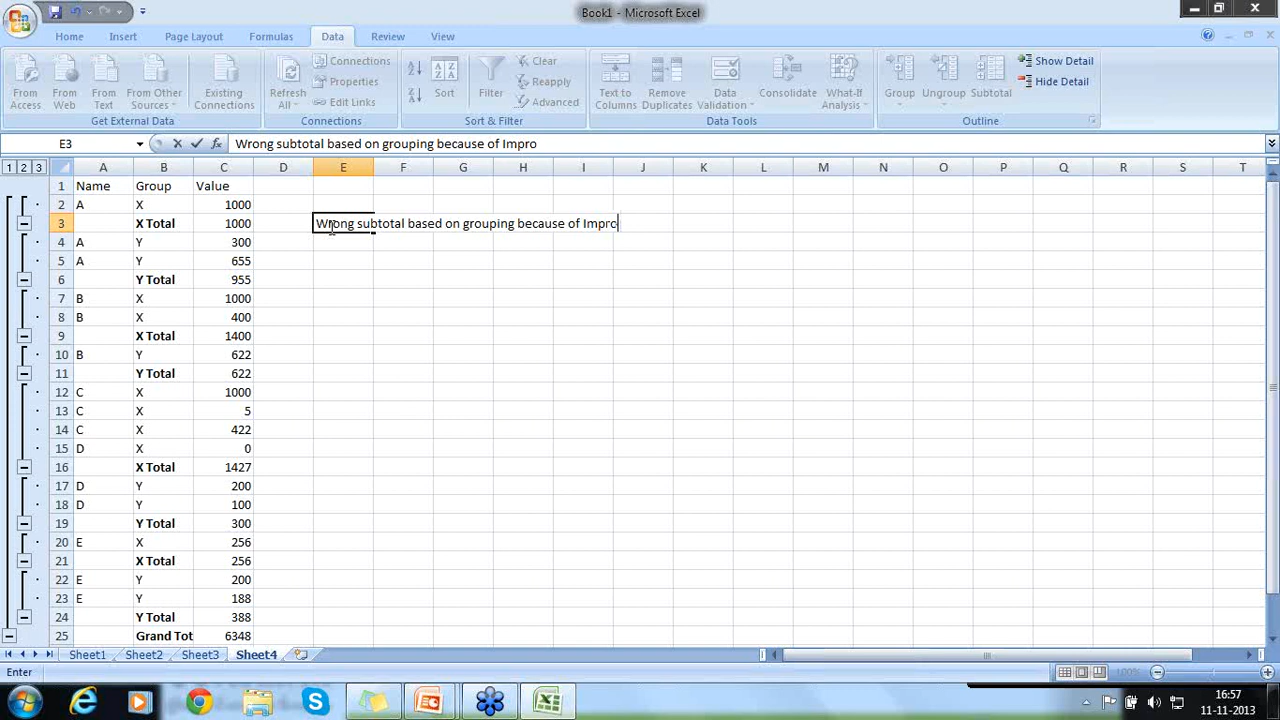 Book1 - Microsoft Excel
Home Insert Page Layout Formulas Data Review View
From Access From Web From Text From Other Sources Existing Connections Refresh All Connections Properties Edit Links Sort Filter Clear Reapply Advanced Text to Columns Remove Duplicates Data Validation Consolidate What-If Analysis Group Ungroup Subtotal Show Detail Hide Detail
Get External Data Connections Sort & Filter Data Tools Outline
E3 fx Wrong subtotal based on grouping because of Impro
1 2 3 A B C D E F G H I J K L M N O P Q R S T
1 Name Group Value
2 A X 1000
3 X Total 1000 Wrong subtotal based on grouping because of Impro
4 A Y 300
5 A Y 655
6 Y Total 955
7 B X 1000
8 B X 400
9 X Total 1400
10 B Y 622
11 Y Total 622
12 C X 1000
13 C X 5
14 C X 422
15 D X 0
16 X Total 1427
17 D Y 200
18 D Y 100
19 Y Total 300
20 E X 256
21 X Total 256
22 E Y 200
23 E Y 188
24 Y Total 388
25 Grand Tot 6348
Sheet1 Sheet2 Sheet3 Sheet4
Enter 100%
16:57
11-11-2013